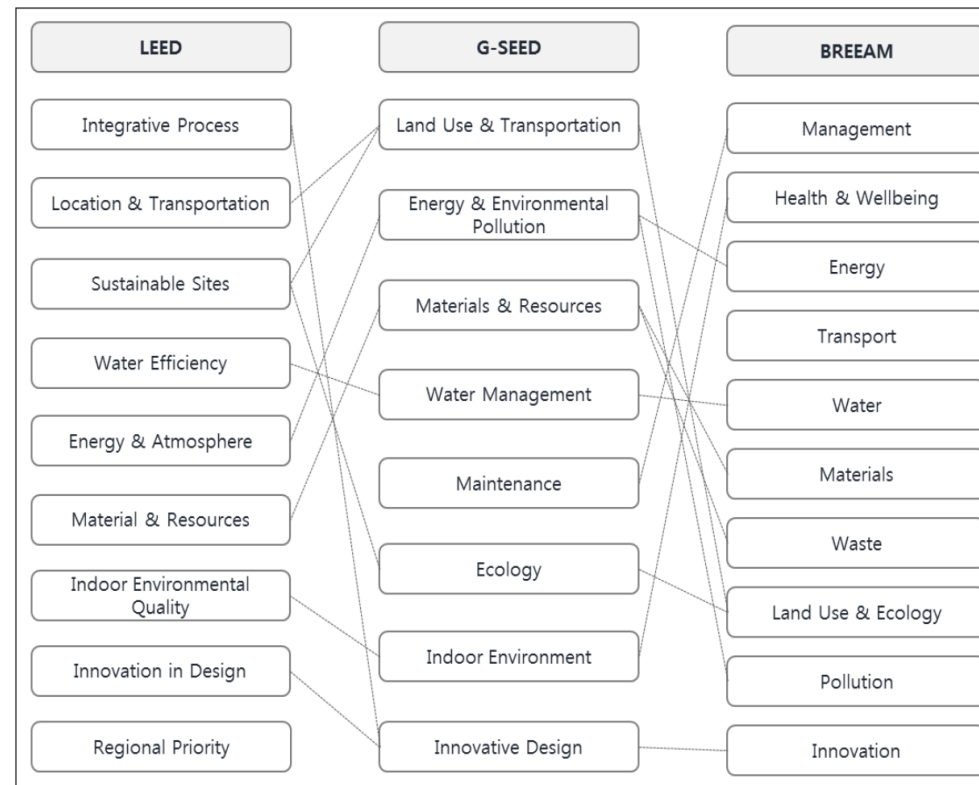 LEED
G-SEED
BREEAM
Integrative Process
Location & Transportation
Sustainable Sites
Water Efficiency
Energy & Atmosphere
Material & Resources
Indoor Environmental
Quality
Innovation in Design
Regional Priority
Land Use & Transportation
Energy & Environmental
Pollution
Materials & Resources
Water Management
Maintenance
Ecology
Indoor Environment
Innovative Design
Management
Health & Wellbeing
Energy
Transport
Water
Materials
Waste
Land Use & Ecology
Pollution
Innovation